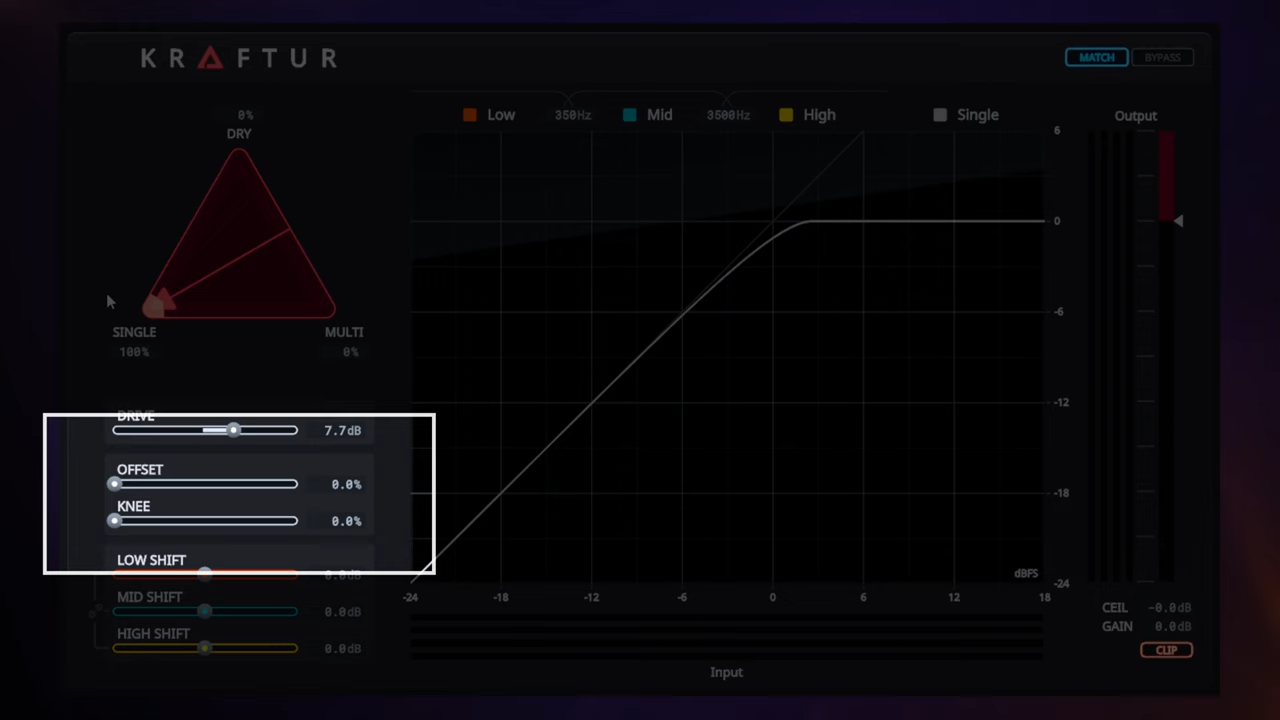 KRAFTUR
MATCH BYPASS
0%
DRY
Low 350Hz Mid 3500Hz High Single
Output
6
0
-6
-12
-18
-24
SINGLE MULTI
100% 0%
DRIVE
7.7dB
OFFSET
0.0%
KNEE
0.0%
LOW SHIFT
0.0dB
MID SHIFT
0.0dB
HIGH SHIFT
0.0dB
dBFS
-24 -18 -12 -6 0 6 12 18
Input
CEIL -0.0dB
GAIN 0.0dB
CLIP